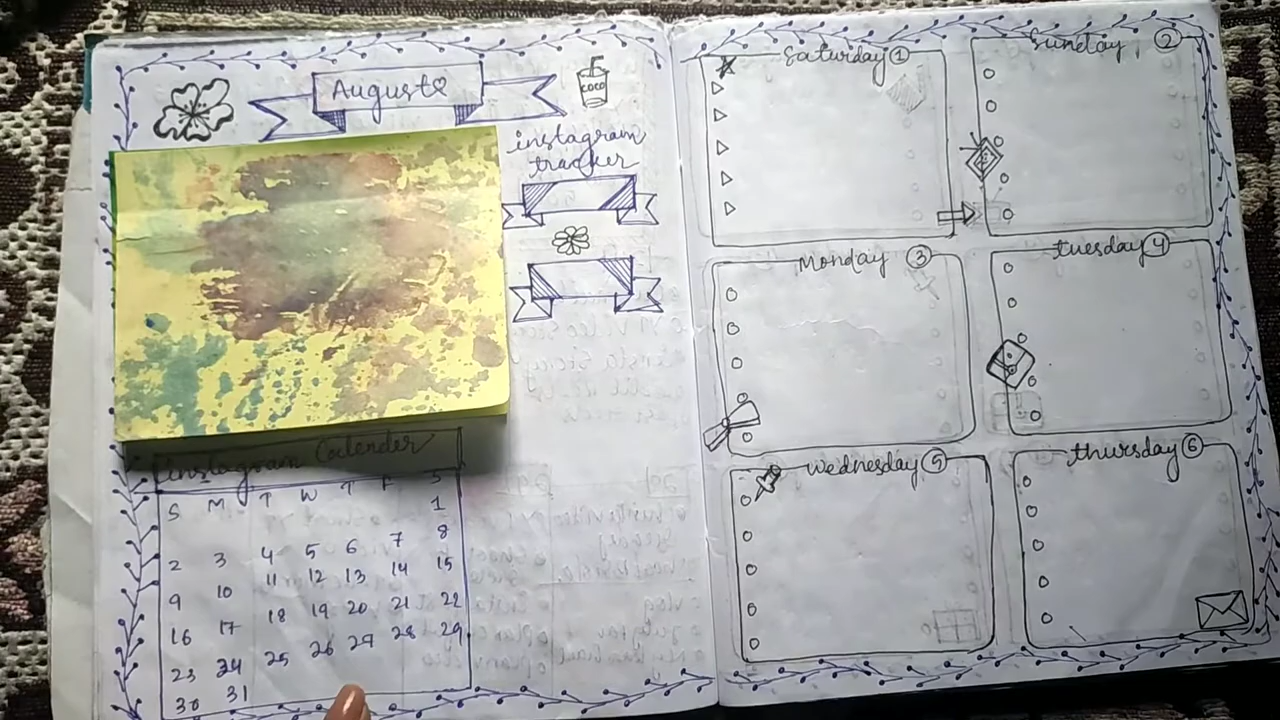 August
COCO
instagram
tracker
instagram Calender
S M T W T F S
1
2 3 4 5 6 7 8
9 10 11 12 13 14 15
16 17 18 19 20 21 22
23 24 25 26 27 28 29
30 31
Saturday 1
Sunday 2
Monday 3
tuesday 4
wednesday 5
thursday 6